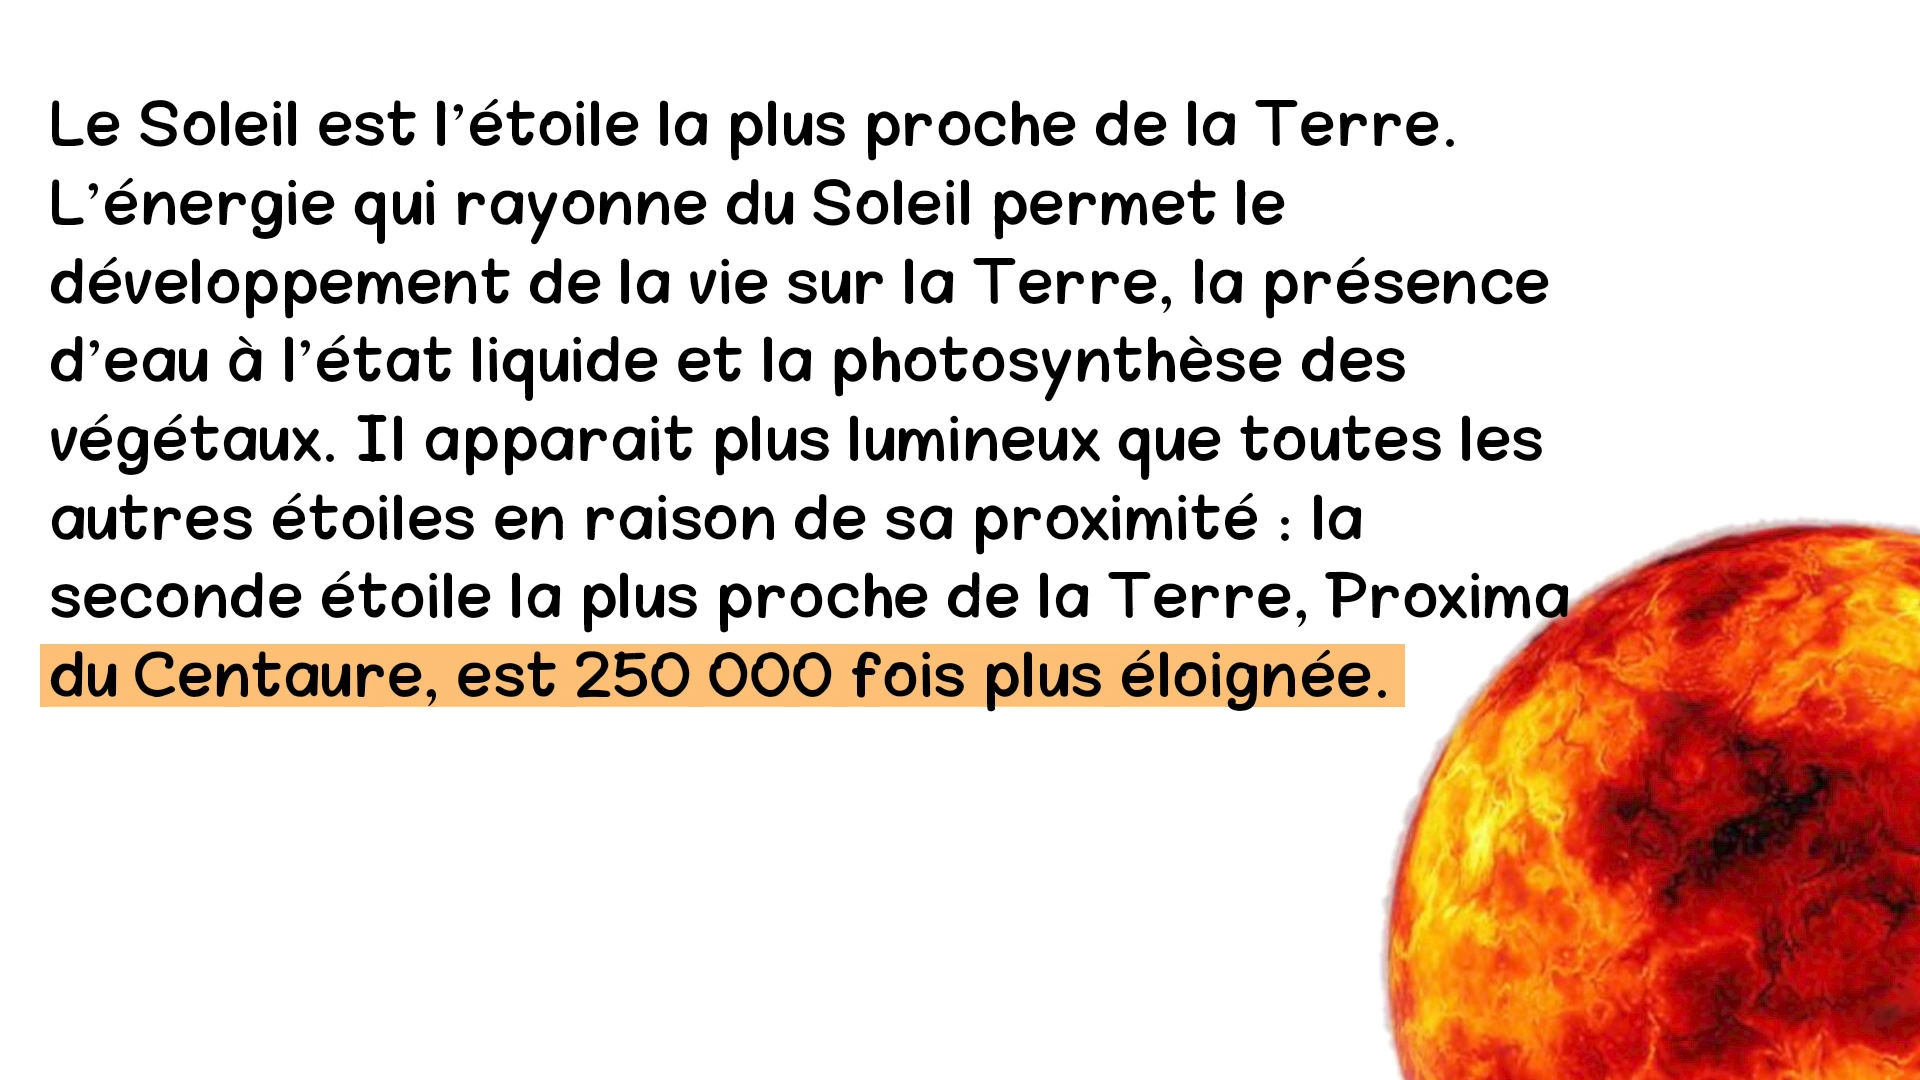 Le Soleil est l’étoile la plus proche de la Terre.
L’énergie qui rayonne du Soleil permet le
développement de la vie sur la Terre, la présence
d’eau à l’état liquide et la photosynthèse des
végétaux. Il apparait plus lumineux que toutes les
autres étoiles en raison de sa proximité : la
seconde étoile la plus proche de la Terre, Proxima
du Centaure, est 250 000 fois plus éloignée.